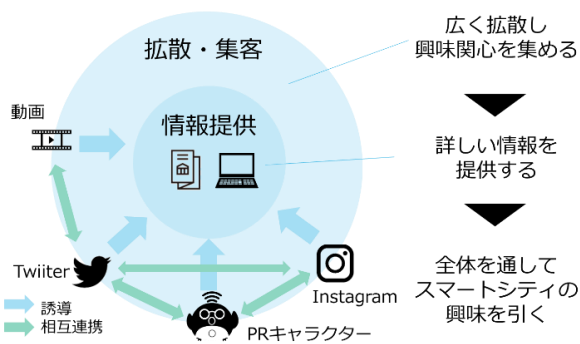 拡散・集客
情報提供
動画
Twiiter
Instagram
PRキャラクター
誘導
相互連携
広く拡散し
興味関心を集める
詳しい情報を
提供する
全体を通して
スマートシティの
興味を引く